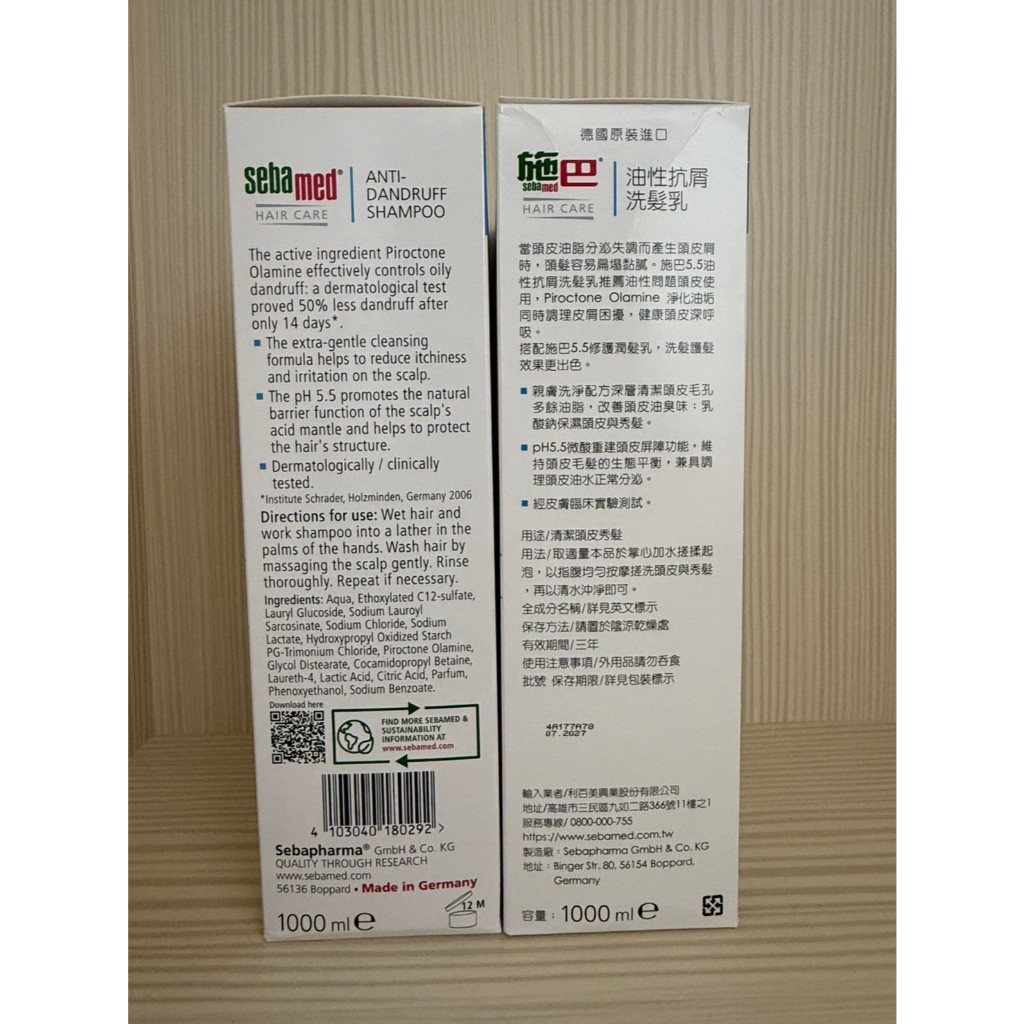 sebamed®
HAIR CARE
ANTI-
DANDRUFF
SHAMPOO
The active ingredient Piroctone
Olamine effectively controls oily
dandruff: a dermatological test
proved 50% less dandruff after
only 14 days*.
▪ The extra-gentle cleansing
formula helps to reduce itchiness
and irritation on the scalp.
▪ The pH 5.5 promotes the natural
barrier function of the scalp's
acid mantle and helps to protect
the hair's structure.
▪ Dermatologically / clinically
tested.
*Institute Schrader, Holzminden, Germany 2006
Directions for use: Wet hair and
work shampoo into a lather in the
palms of the hands. Wash hair by
massaging the scalp gently. Rinse
thoroughly. Repeat if necessary.
Ingredients: Aqua, Ethoxylated C12-sulfate,
Lauryl Glucoside, Sodium Lauroyl
Sarcosinate, Sodium Chloride, Sodium
Lactate, Hydroxypropyl Oxidized Starch
PG-Trimonium Chloride, Piroctone Olamine,
Glycol Distearate, Cocamidopropyl Betaine,
Laureth-4, Lactic Acid, Citric Acid, Parfum,
Phenoxyethanol, Sodium Benzoate.
Download here
FIND MORE SEBAMED &
SUSTAINABILITY
INFORMATION AT
www.sebamed.com
4 103040 180292 >
Sebapharma® GmbH & Co. KG
QUALITY THROUGH RESEARCH
www.sebamed.com
56136 Boppard • Made in Germany
12 M
1000 ml ℮
德國原裝進口
施巴®
sebamed
HAIR CARE
油性抗屑
洗髮乳
當頭皮油脂分泌失調而產生頭皮屑
時，頭髮容易扁塌黏膩。施巴5.5油
性抗屑洗髮乳推薦油性問題頭皮使
用，Piroctone Olamine 淨化油垢
同時調理皮屑困擾，健康頭皮深呼
吸。
搭配施巴5.5修護潤髮乳，洗髮護髮
效果更出色。
▪ 親膚洗淨配方深層清潔頭皮毛孔
多餘油脂，改善頭皮油臭味；乳
酸鈉保濕頭皮與秀髮。
▪ pH5.5微酸重建頭皮屏障功能，維
持頭皮毛髮的生態平衡，兼具調
理頭皮油水正常分泌。
▪ 經皮膚臨床實驗測試。
用途/清潔頭皮秀髮
用法/取適量本品於掌心加水搓揉起
泡，以指腹均勻按摩搓洗頭皮與秀髮
，再以清水沖淨即可。
全成分名稱/詳見英文標示
保存方法/請置於陰涼乾燥處
有效期間/三年
使用注意事項/外用品請勿吞食
批號 保存期限/詳見包裝標示
4A177A78
07.2027
輸入業者/利百美興業股份有限公司
地址/高雄市三民區九如二路366號11樓之1
服務專線/ 0800-000-755
https://www.sebamed.com.tw
製造廠：Sebapharma GmbH & Co. KG
地址：Binger Str. 80, 56154 Boppard,
Germany
容量：1000 ml ℮